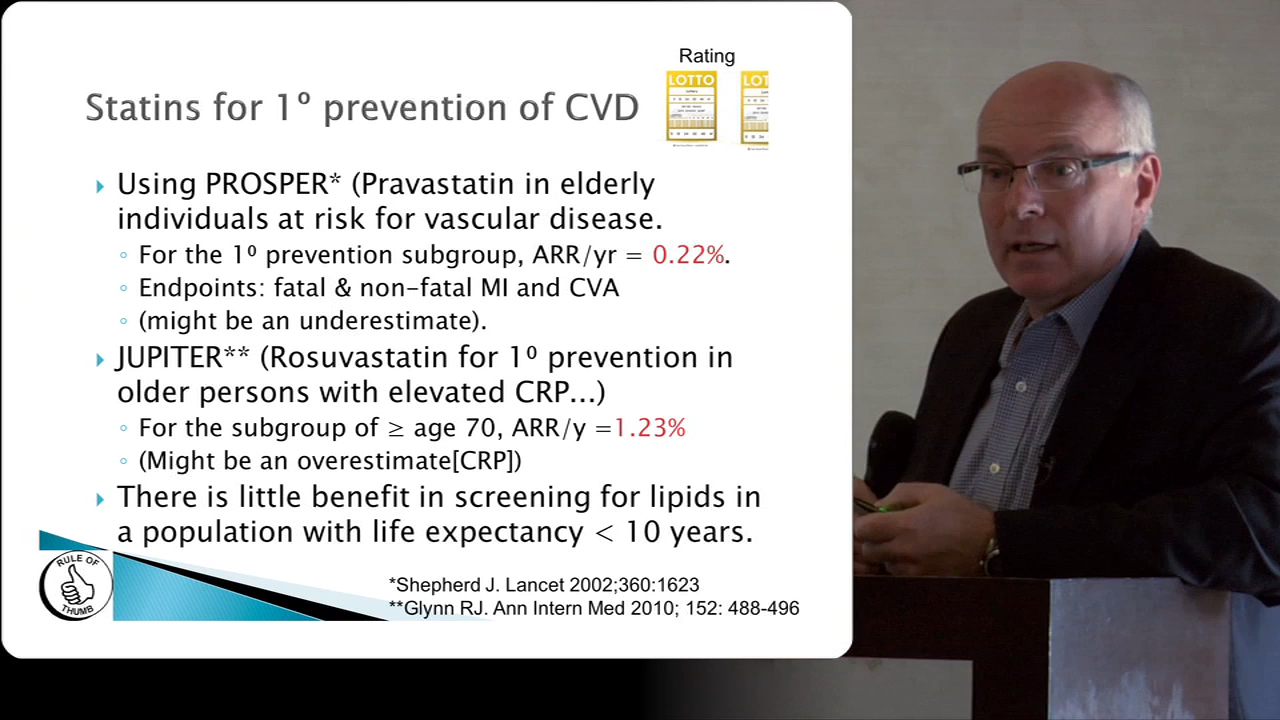 Rating
LOTTO
LOT
Statins for 1º prevention of CVD
Using PROSPER* (Pravastatin in elderly
individuals at risk for vascular disease.
For the 1º prevention subgroup, ARR/yr = 0.22%.
Endpoints: fatal & non-fatal MI and CVA
(might be an underestimate).
JUPITER** (Rosuvastatin for 1º prevention in
older persons with elevated CRP...)
For the subgroup of ≥ age 70, ARR/y =1.23%
(Might be an overestimate[CRP])
There is little benefit in screening for lipids in
a population with life expectancy < 10 years.
RULE OF
THUMB
*Shepherd J. Lancet 2002;360:1623
**Glynn RJ. Ann Intern Med 2010; 152: 488-496